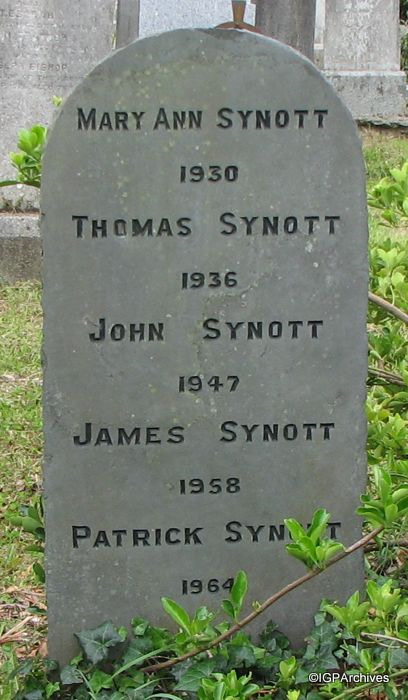 MARY ANN SYNOTT
1930
THOMAS SYNOTT
1936
JOHN SYNOTT
1947
JAMES SYNOTT
1958
PATRICK SYNOTT
1964
©IGPArchives